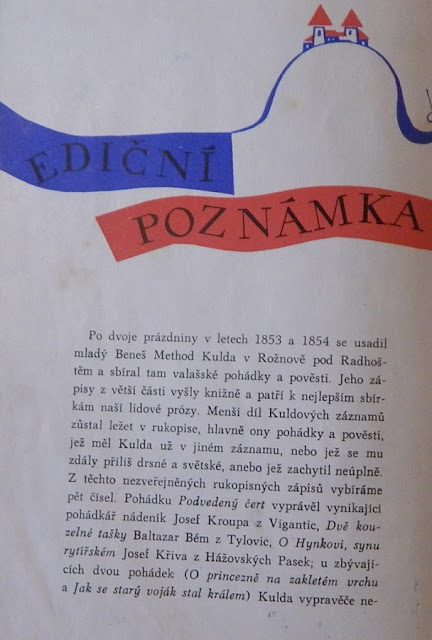 EDIČNÍ
POZNÁMKA
Po dvoje prázdniny v letech 1853 a 1854 se usadil
mladý Beneš Method Kulda v Rožnově pod Radhoš-
těm a sbíral tam valašské pohádky a pověsti. Jeho zá-
pisy z větší části vyšly knižně a patří k nejlepším sbír-
kám naší lidové prózy. Menší díl Kuldových záznamů
zůstal ležet v rukopise, hlavně ony pohádky a pověsti,
jež měl Kulda už v jiném záznamu, nebo jež se mu
zdály příliš drsné a světské, anebo jež zachytil neúplně.
Z těchto nezveřejněných rukopisných zápisů vybíráme
pět čísel. Pohádku Podvedený čert vyprávěl vynikající
pohádkář nádeník Josef Kroupa z Vigantic, Dvě kou-
zelné tašky Baltazar Bém z Tylovic, O Hynkovi, synu
rytířském Josef Křiva z Hážovských Pasek; u zbývají-
cích dvou pohádek (O princezně na zakletém vrchu
a Jak se starý voják stal králem) Kulda vypravěče ne-